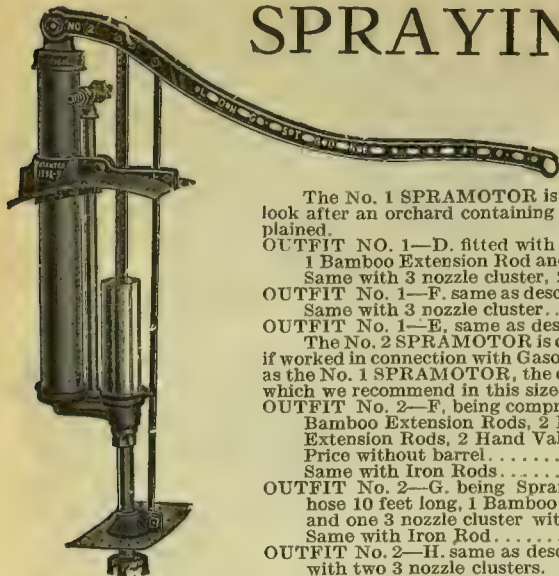 SPRAYIN
NO 2
PATENTED
The No. 1 SPRAMOTOR is
look after an orchard containing
plained.
OUTFIT NO. 1—D. fitted with
1 Bamboo Extension Rod and
Same with 3 nozzle cluster,
OUTFIT No. 1—F. same as desc
Same with 3 nozzle cluster..
OUTFIT No. 1—E, same as des
The No. 2 SPRAMOTOR is c
if worked in connection with Gaso
as the No. 1 SPRAMOTOR, the
which we recommend in this size
OUTFIT No. 2—F, being compr
Bamboo Extension Rods, 2
Extension Rods, 2 Hand Val
Price without barrel........
Same with Iron Rods......
OUTFIT No. 2—G. being Spra
hose 10 feet long, 1 Bamboo
and one 3 nozzle cluster wit
Same with Iron Rod........
OUTFIT No. 2—H. same as desc
with two 3 nozzle clusters.